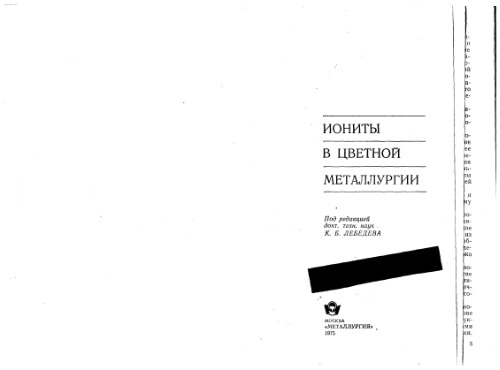 ИОНИТЫ
В ЦВЕТНОЙ
МЕТАЛЛУРГИИ
Под редакцией
докт. техн. наук
К. Б. ЛЕБЕДЕВА
МОСКВА
«МЕТАЛЛУРГИЯ»
1975